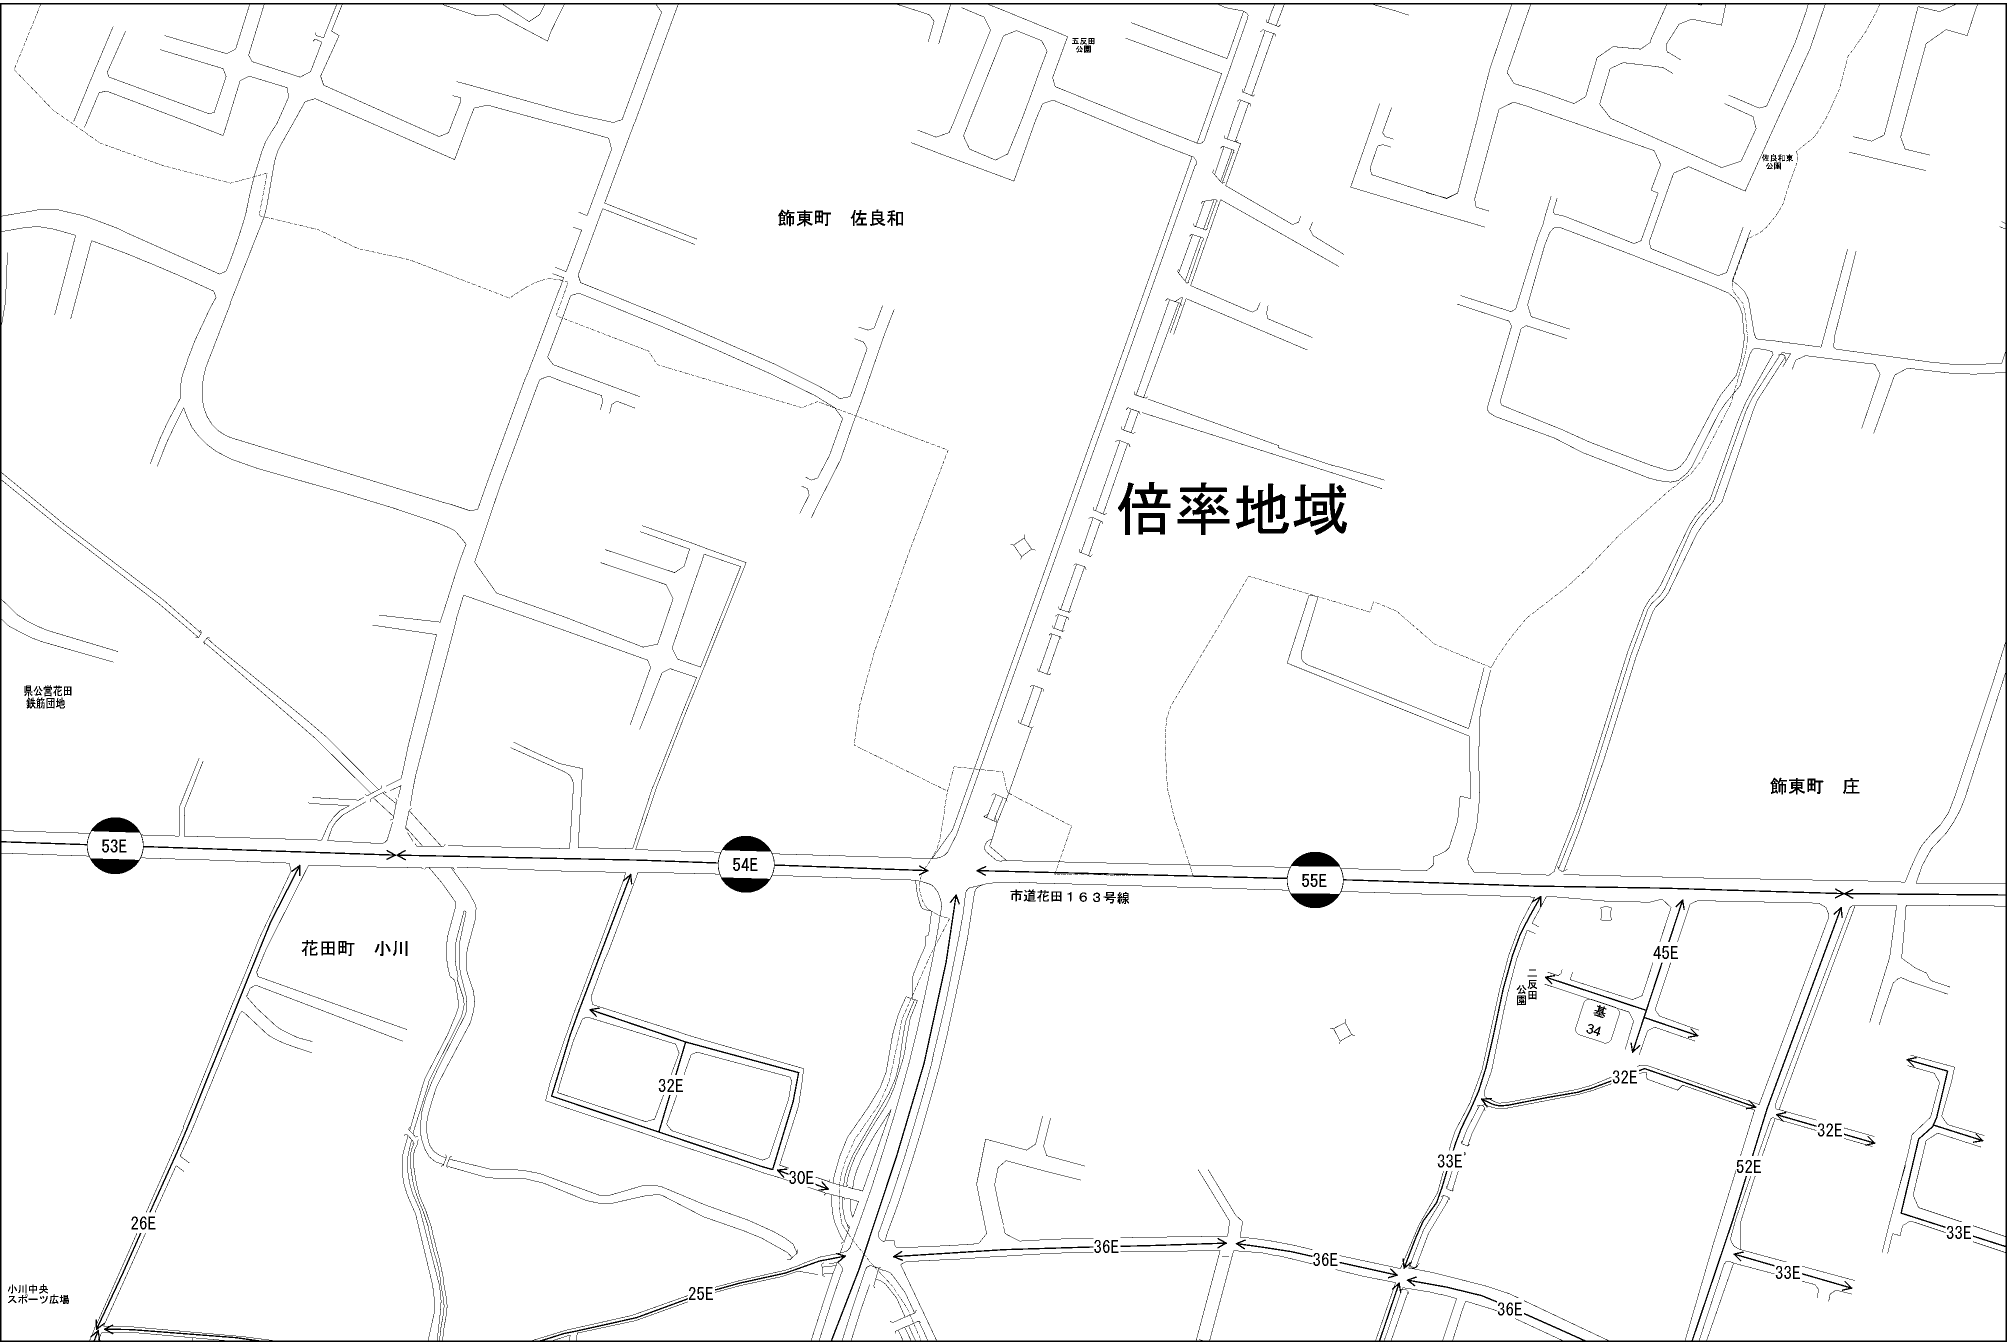 五反田
公園
佐良和東
公園
飾東町　佐良和
倍率地域
県公営花田
鉄筋団地
飾東町　庄
53E
54E
55E
市道花田１６３号線
花田町　小川
45E
二反田
公園
基
34
32E
32E
32E
30E
33E
52E
26E
33E
36E
36E
33E
25E
36E
小川中央
スポーツ広場